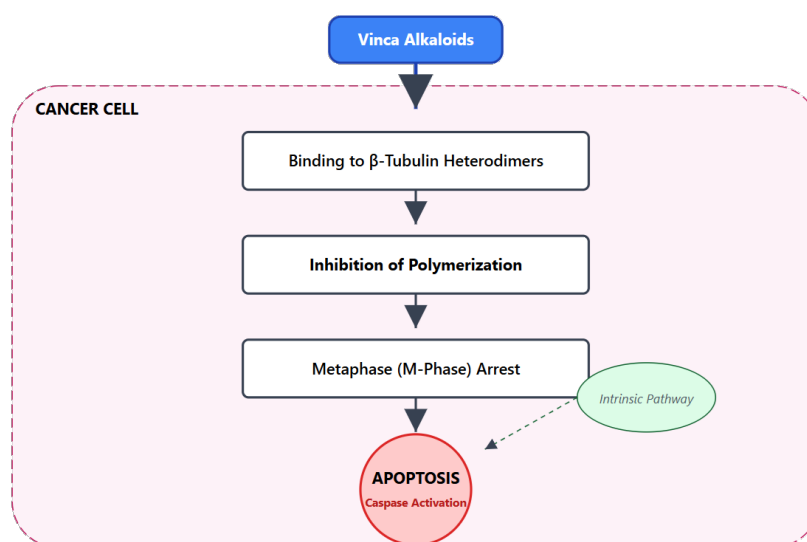 Vinca Alkaloids
CANCER CELL
Binding to β-Tubulin Heterodimers
Inhibition of Polymerization
Metaphase (M-Phase) Arrest
Intrinsic Pathway
APOPTOSIS
Caspase Activation